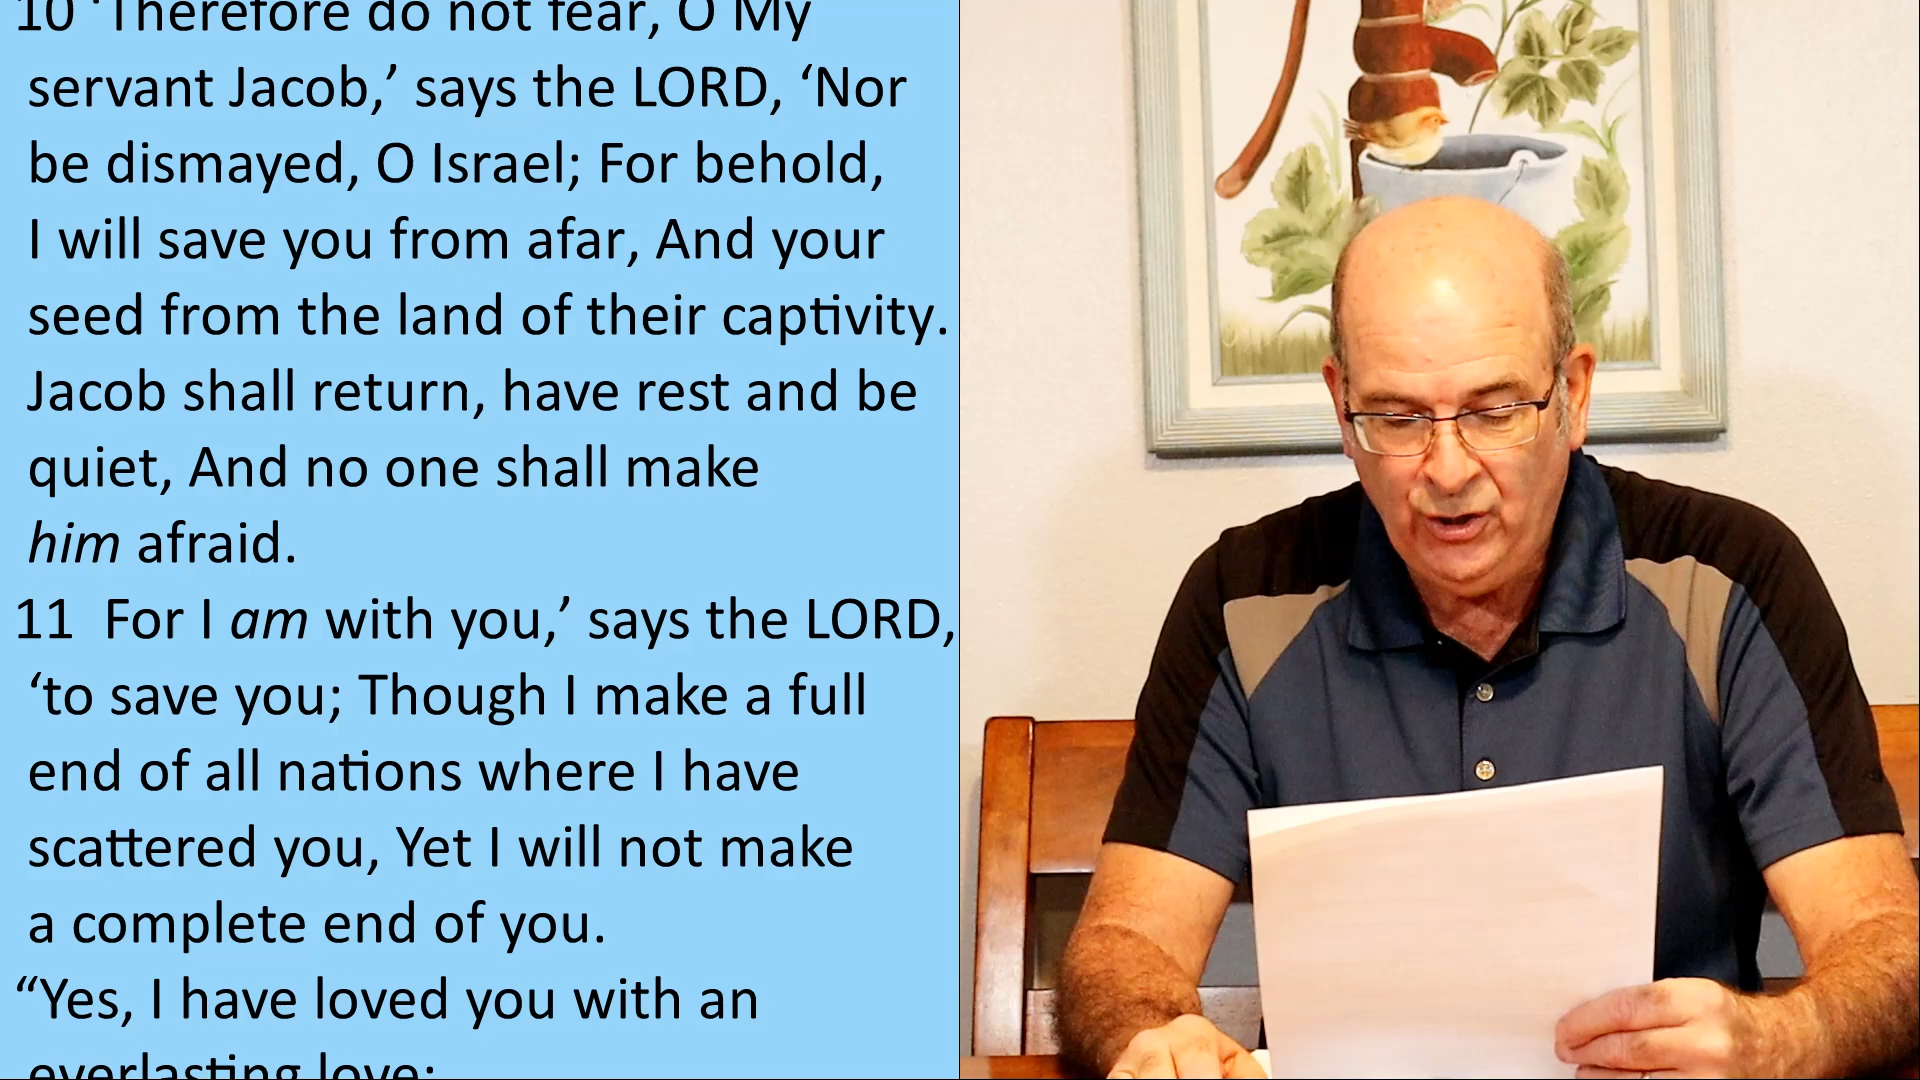 10 ‘Therefore do not fear, O My
servant Jacob,’ says the LORD, ‘Nor
be dismayed, O Israel; For behold,
I will save you from afar, And your
seed from the land of their captivity.
Jacob shall return, have rest and be
quiet, And no one shall make
him afraid.
11 For I am with you,’ says the LORD,
‘to save you; Though I make a full
end of all nations where I have
scattered you, Yet I will not make
a complete end of you.
“Yes, I have loved you with an
everlasting love;